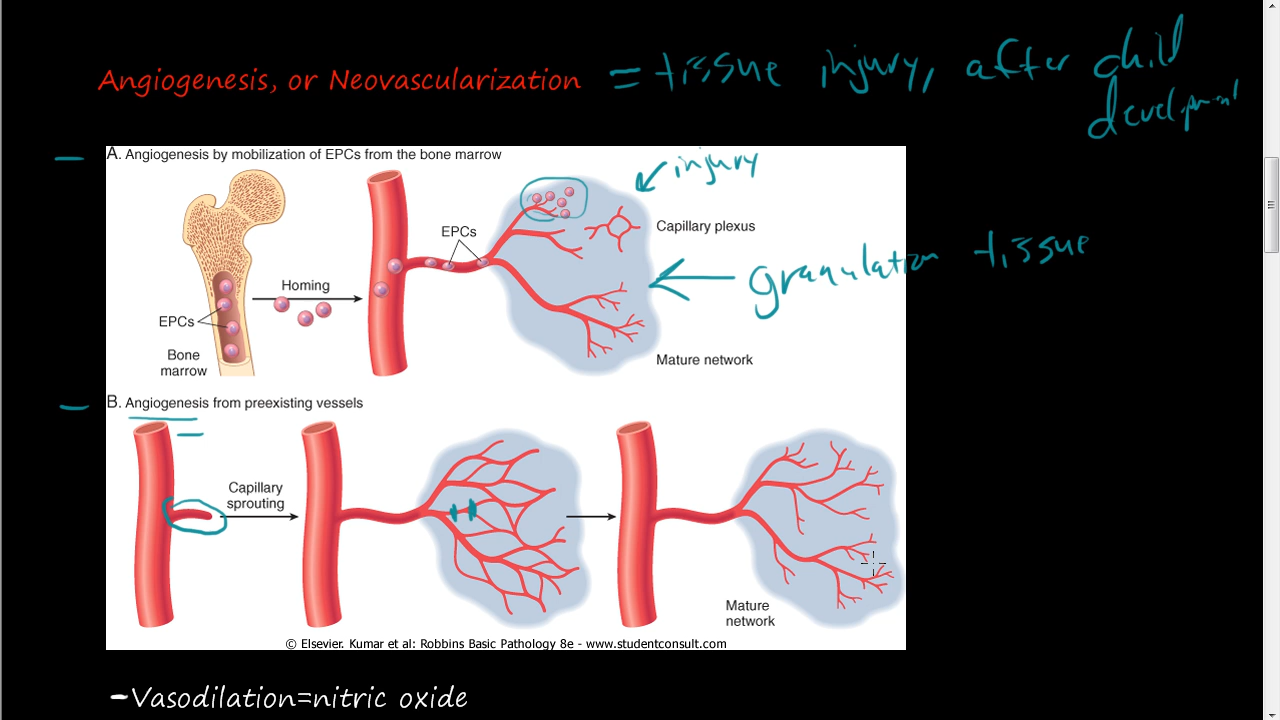 Angiogenesis, or Neovascularization = tissue injury, after child
development
A. Angiogenesis by mobilization of EPCs from the bone marrow
injury
Capillary plexus
EPCs
granulation tissue
Homing
EPCs
Bone
marrow
Mature network
B. Angiogenesis from preexisting vessels
Capillary
sprouting
Mature
network
© Elsevier. Kumar et al: Robbins Basic Pathology 8e - www.studentconsult.com
-Vasodilation=nitric oxide